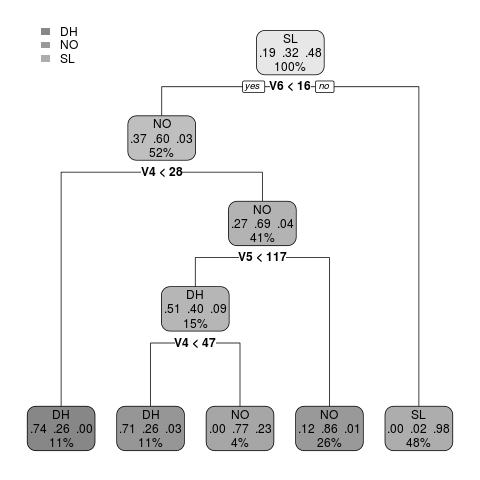 DH
NO
SL
SL
.19 .32 .48
100%
yes V6 < 16 no
NO
.37 .60 .03
52%
V4 < 28
NO
.27 .69 .04
41%
V5 < 117
DH
.51 .40 .09
15%
V4 < 47
DH
.74 .26 .00
11%
DH
.71 .26 .03
11%
NO
.00 .77 .23
4%
NO
.12 .86 .01
26%
SL
.00 .02 .98
48%